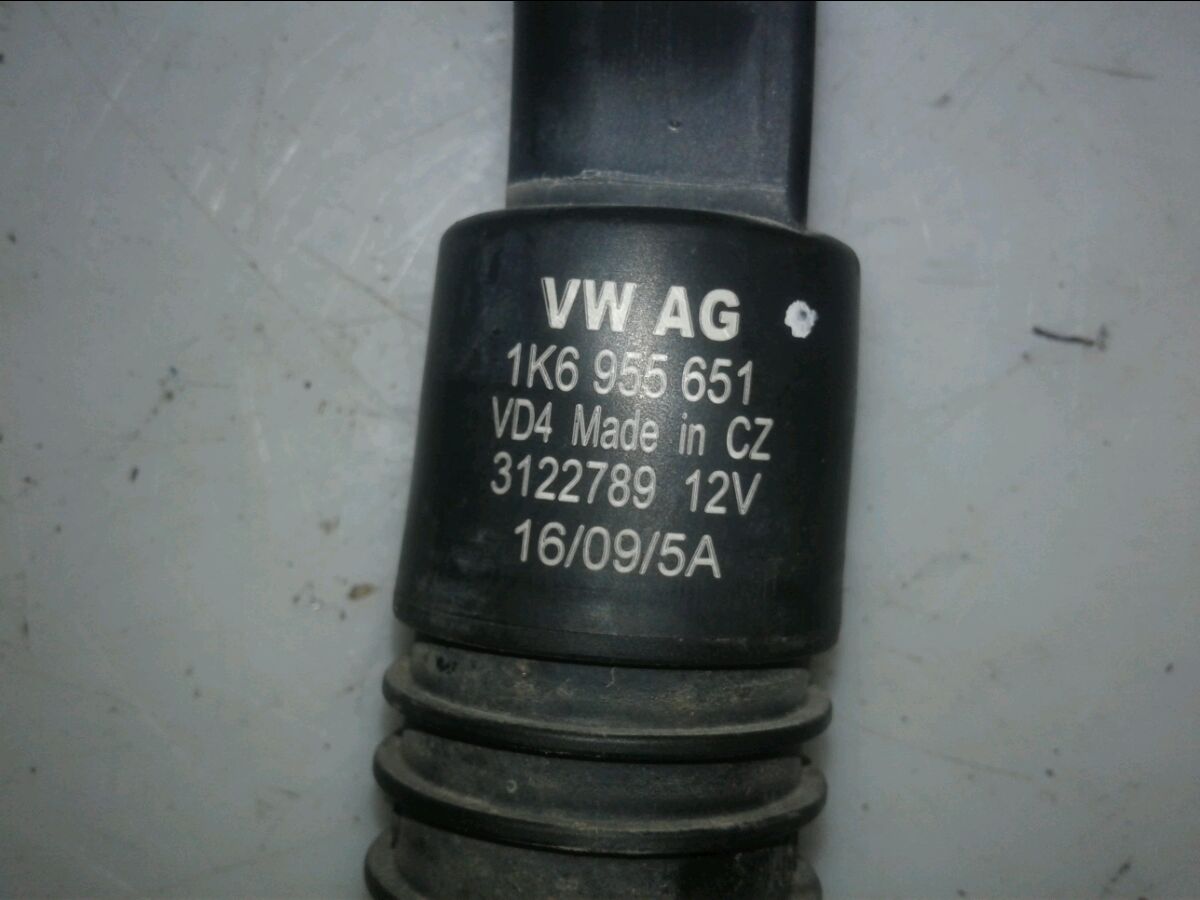 VW AG
1K6 955 651
VD4 Made in CZ
3122789 12V
16/09/5A